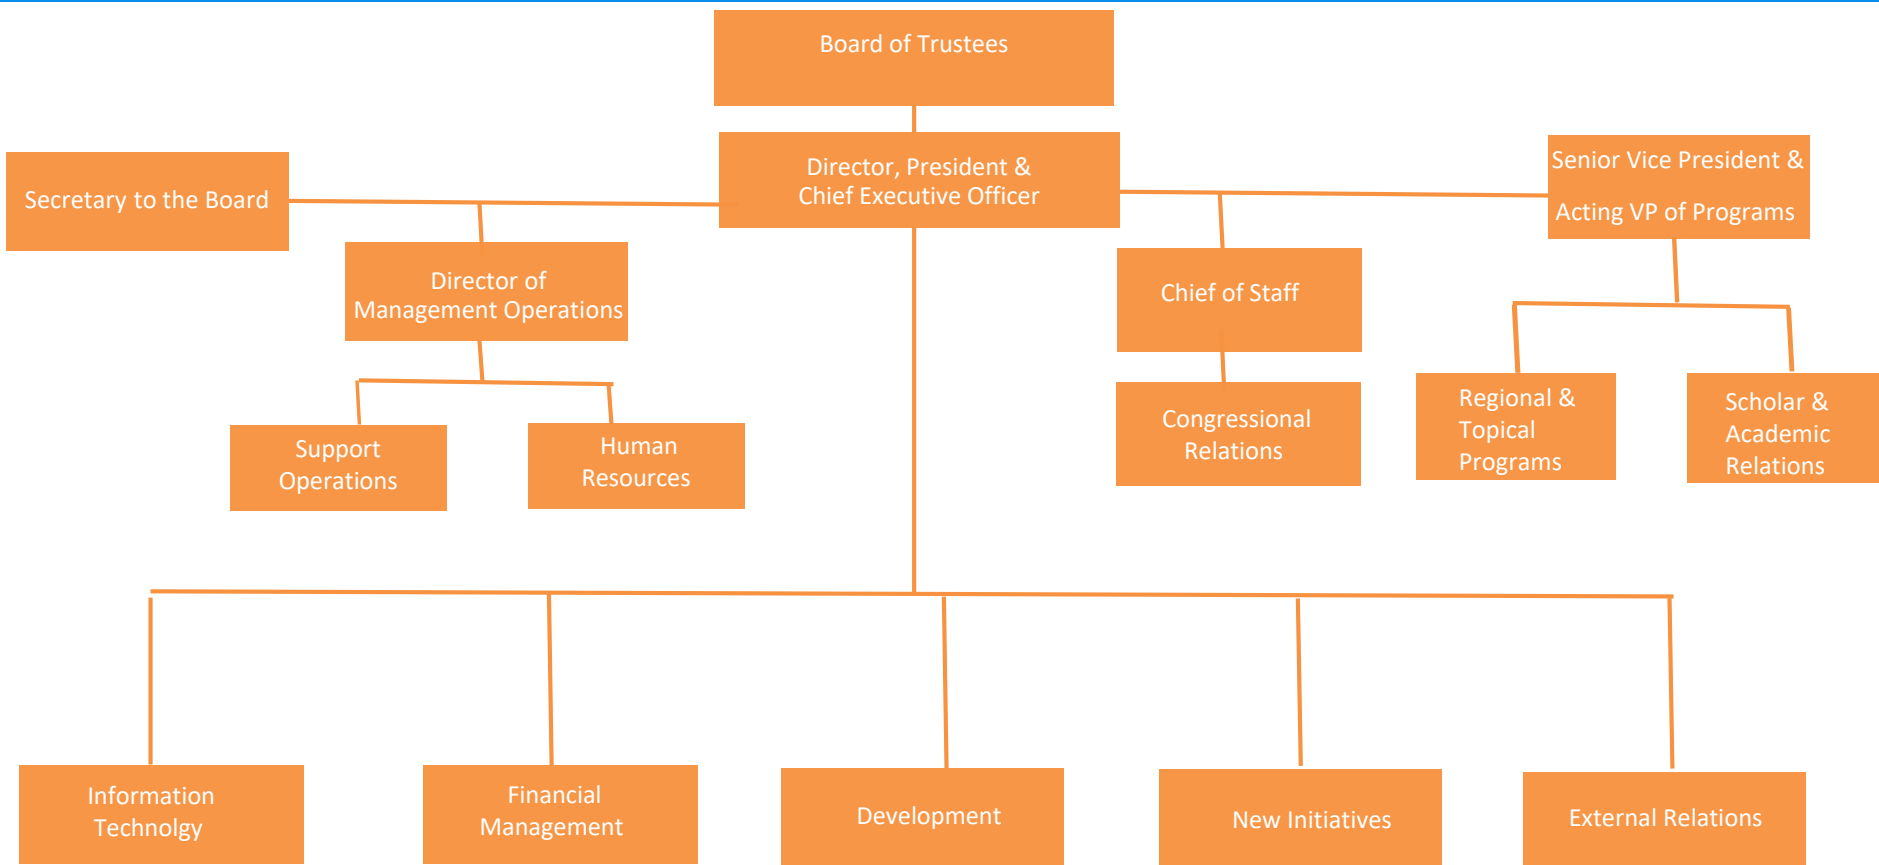 Board of Trustees
Director, President &
Chief Executive Officer
Secretary to the Board
Senior Vice President &
Acting VP of Programs
Director of
Management Operations
Chief of Staff
Support
Operations
Human
Resources
Congressional
Relations
Regional &
Topical
Programs
Scholar &
Academic
Relations
Information
Technolgy
Financial
Management
Development
New Initiatives
External Relations